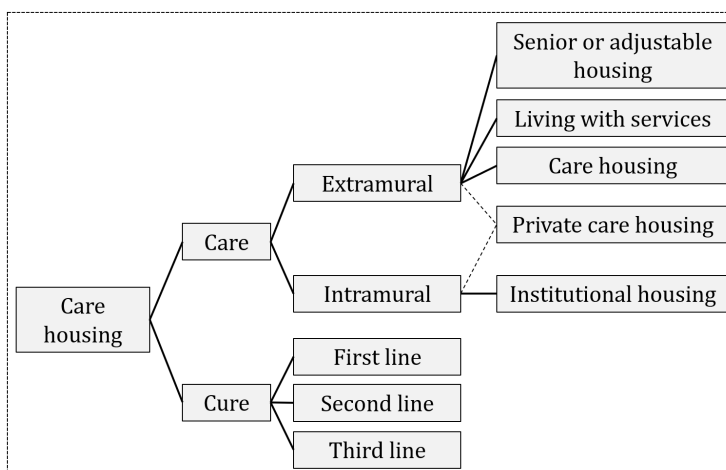 Senior or adjustable
housing
Living with services
Care housing
Extramural
Private care housing
Care
Intramural
Institutional housing
Care
housing
First line
Cure
Second line
Third line